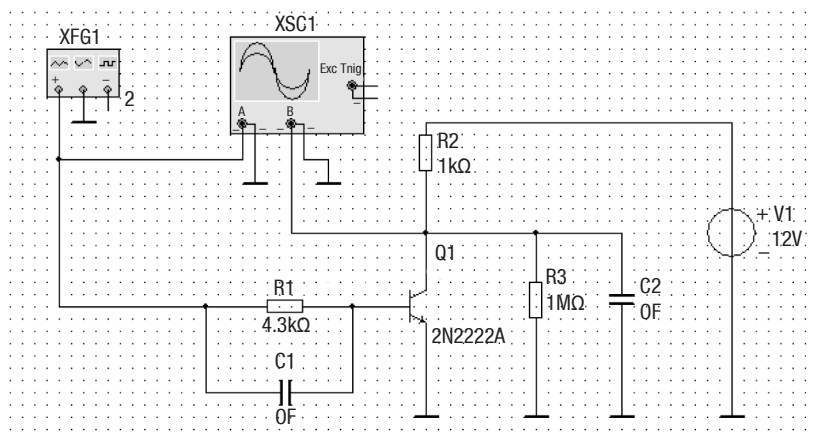 XSC1
XFG1
Exc Tnig
+ −
2
A B
R2
1kΩ
+ V1
12V
−
Q1
R1
4.3kΩ
R3
1MΩ
C2
0F
2N2222A
C1
0F